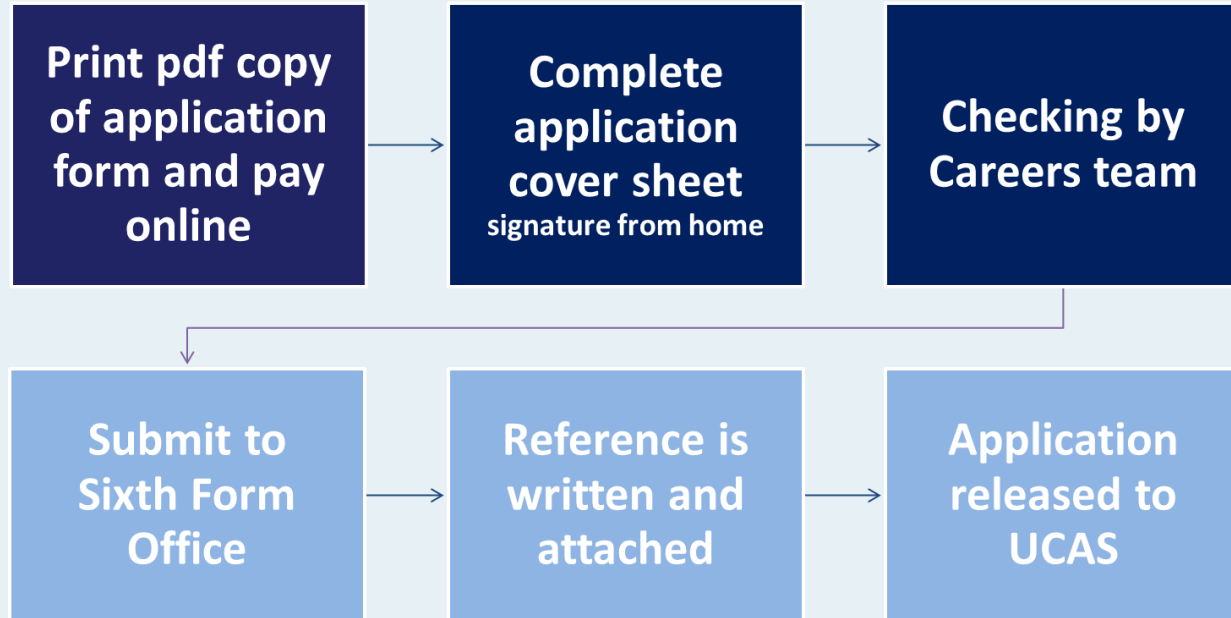 Print pdf copy
of application
form and pay
online
Complete
application
cover sheet
signature from home
Checking by
Careers team
Submit to
Sixth Form
Office
Reference is
written and
attached
Application
released to
UCAS